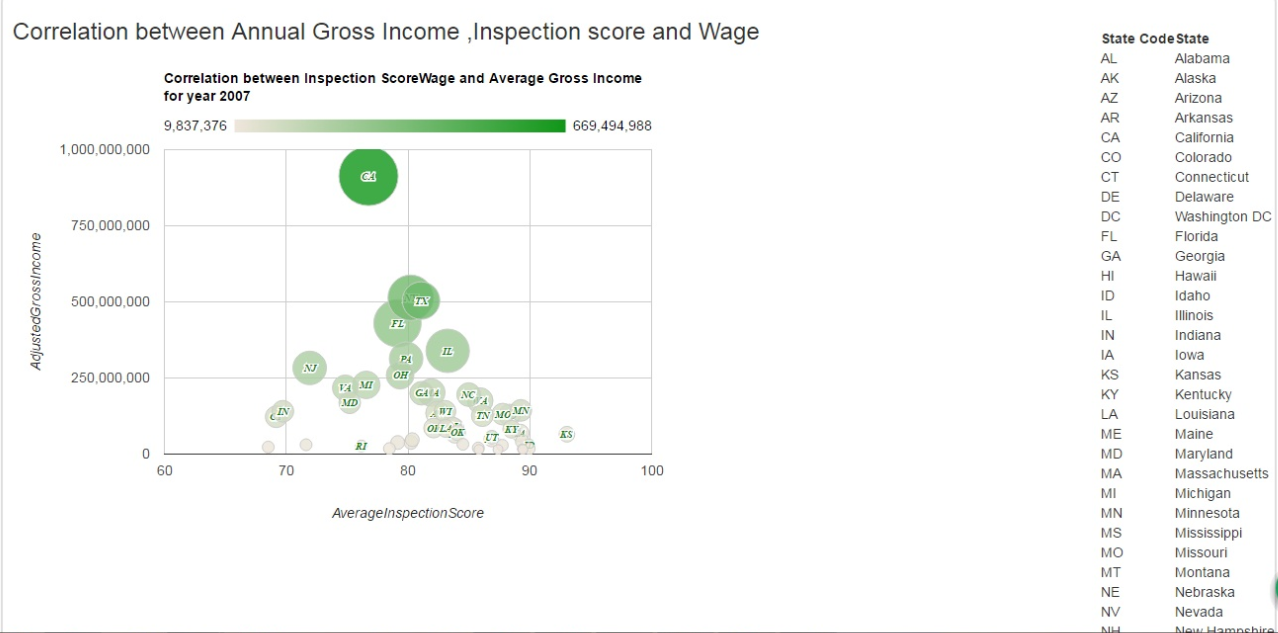 Correlation between Annual Gross Income ,Inspection score and Wage
Correlation between Inspection ScoreWage and Average Gross Income
for year 2007
9,837,376
669,494,988
1,000,000,000
750,000,000
500,000,000
250,000,000
0
AdjustedGrossIncome
CA
TX
FL
IL
PA
NJ
OH
VA
MI
MD
GA
NC
IN
WI
TN
MO
MN
OK
KY
UT
KS
RI
60
70
80
90
100
AverageInspectionScore
State Code State
AL Alabama
AK Alaska
AZ Arizona
AR Arkansas
CA California
CO Colorado
CT Connecticut
DE Delaware
DC Washington DC
FL Florida
GA Georgia
HI Hawaii
ID Idaho
IL Illinois
IN Indiana
IA Iowa
KS Kansas
KY Kentucky
LA Louisiana
ME Maine
MD Maryland
MA Massachusetts
MI Michigan
MN Minnesota
MS Mississippi
MO Missouri
MT Montana
NE Nebraska
NV Nevada
NH New Hampshire